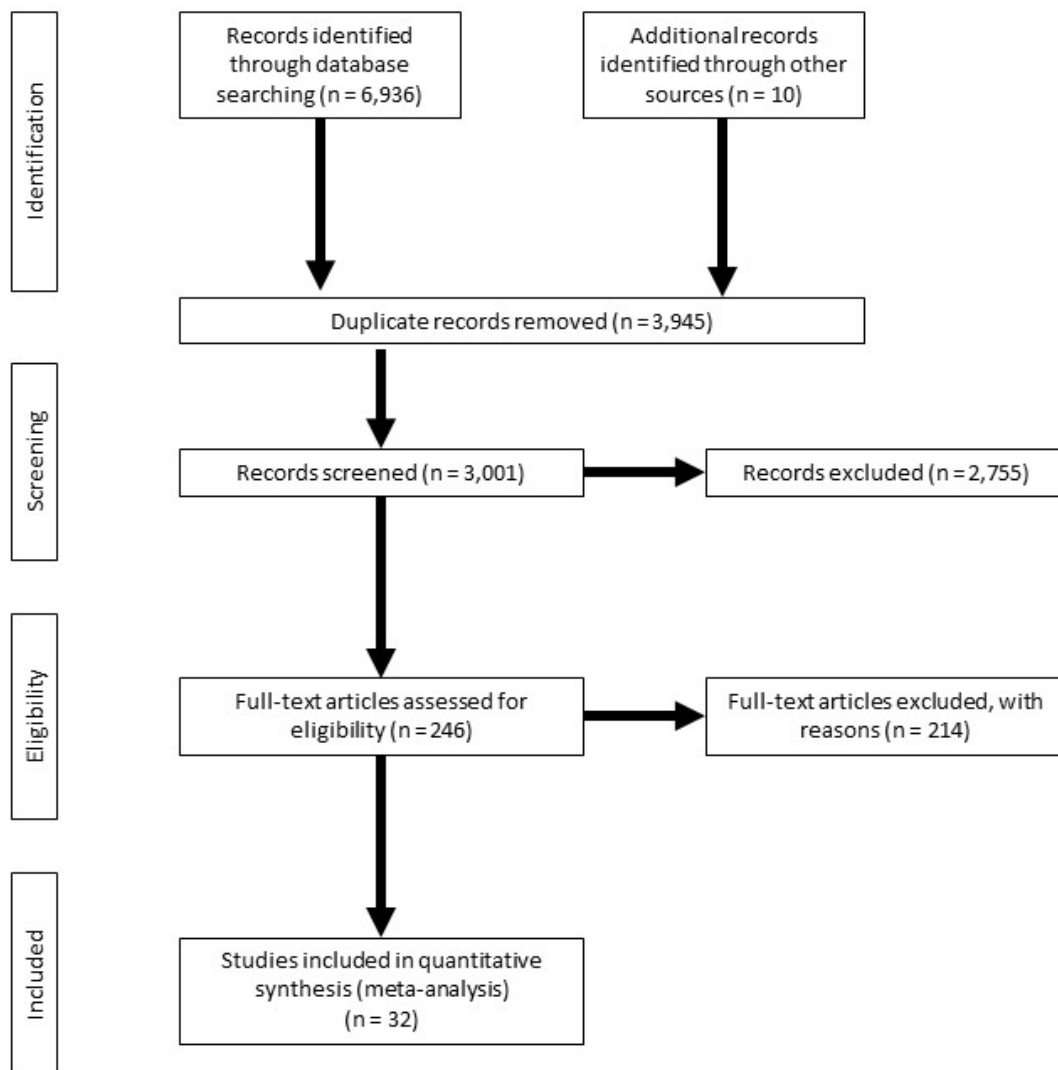 Identification
Records identified
through database
searching (n = 6,936)
Additional records
identified through other
sources (n = 10)
Duplicate records removed (n = 3,945)
Screening
Records screened (n = 3,001)
Records excluded (n = 2,755)
Eligibility
Full-text articles assessed for
eligibility (n = 246)
Full-text articles excluded, with
reasons (n = 214)
Included
Studies included in quantitative
synthesis (meta-analysis)
(n = 32)